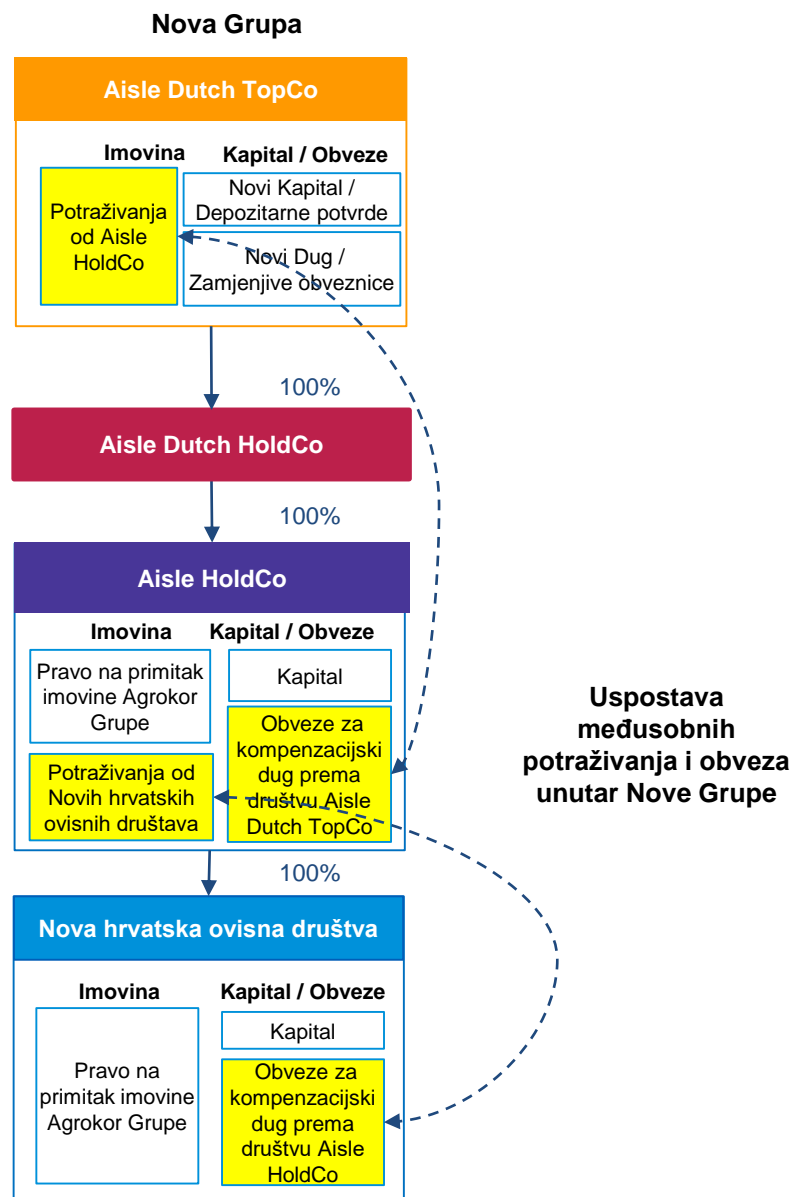 Nova Grupa
Aisle Dutch TopCo
Imovina
Kapital / Obveze
Potraživanja
od Aisle
HoldCo
Novi Kapital /
Depozitarne potvrde
Novi Dug /
Zamjenjive obveznice
100%
Aisle Dutch HoldCo
100%
Aisle HoldCo
Imovina
Kapital / Obveze
Pravo na primitak
imovine Agrokor
Grupe
Potraživanja od
Novih hrvatskih
ovisnih društava
Kapital
Obveze za
kompenzacijski
dug prema
društvu Aisle
Dutch TopCo
Uspostava
međusobnih
potraživanja i obveza
unutar Nove Grupe
100%
Nova hrvatska ovisna društva
Imovina
Kapital / Obveze
Pravo na
primitak imovine
Agrokor Grupe
Kapital
Obveze za
kompenzacijski
dug prema
društvu Aisle
HoldCo